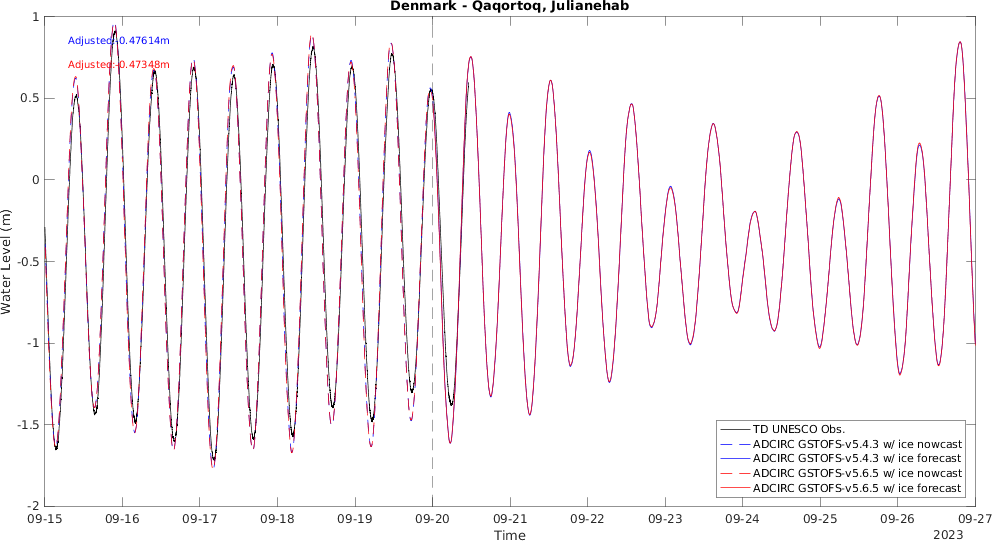 Denmark - Qaqortoq, Julianehab
Adjusted:-0.47614m
Adjusted:-0.47348m
Water Level (m)
1
0.5
0
-0.5
-1
-1.5
-2
TD UNESCO Obs.
ADCIRC GSTOFS-v5.4.3 w/ ice nowcast
ADCIRC GSTOFS-v5.4.3 w/ ice forecast
ADCIRC GSTOFS-v5.6.5 w/ ice nowcast
ADCIRC GSTOFS-v5.6.5 w/ ice forecast
09-15 09-16 09-17 09-18 09-19 09-20 09-21 09-22 09-23 09-24 09-25 09-26 09-27
Time
2023